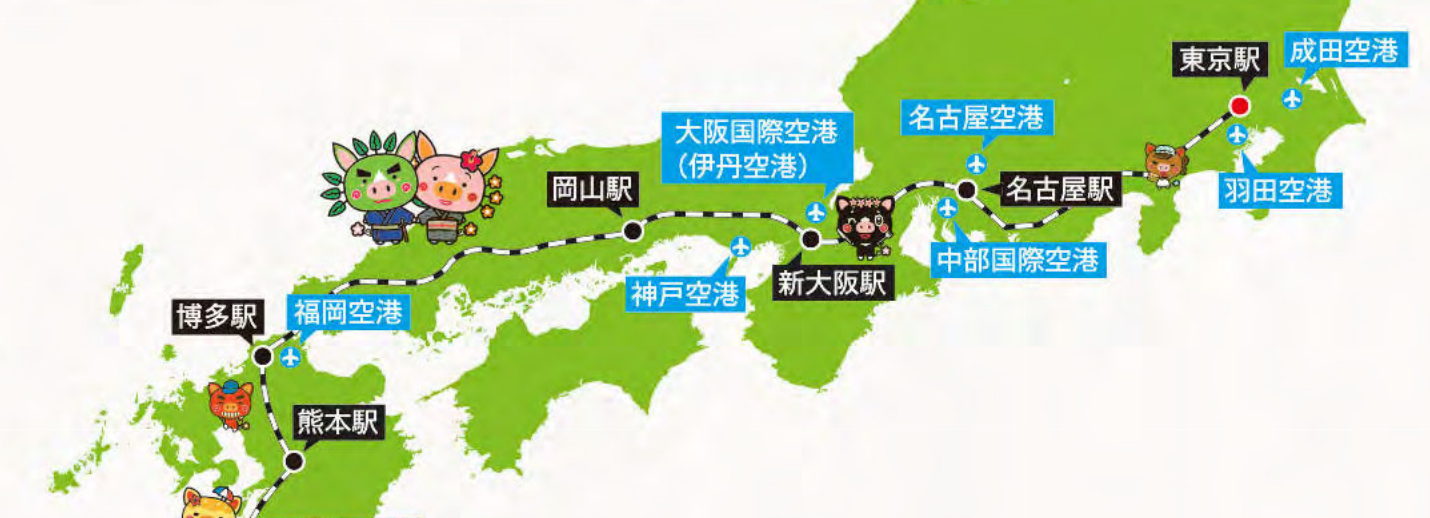 東京駅
成田空港
羽田空港
名古屋空港
名古屋駅
中部国際空港
大阪国際空港
（伊丹空港）
新大阪駅
神戸空港
岡山駅
福岡空港
博多駅
熊本駅